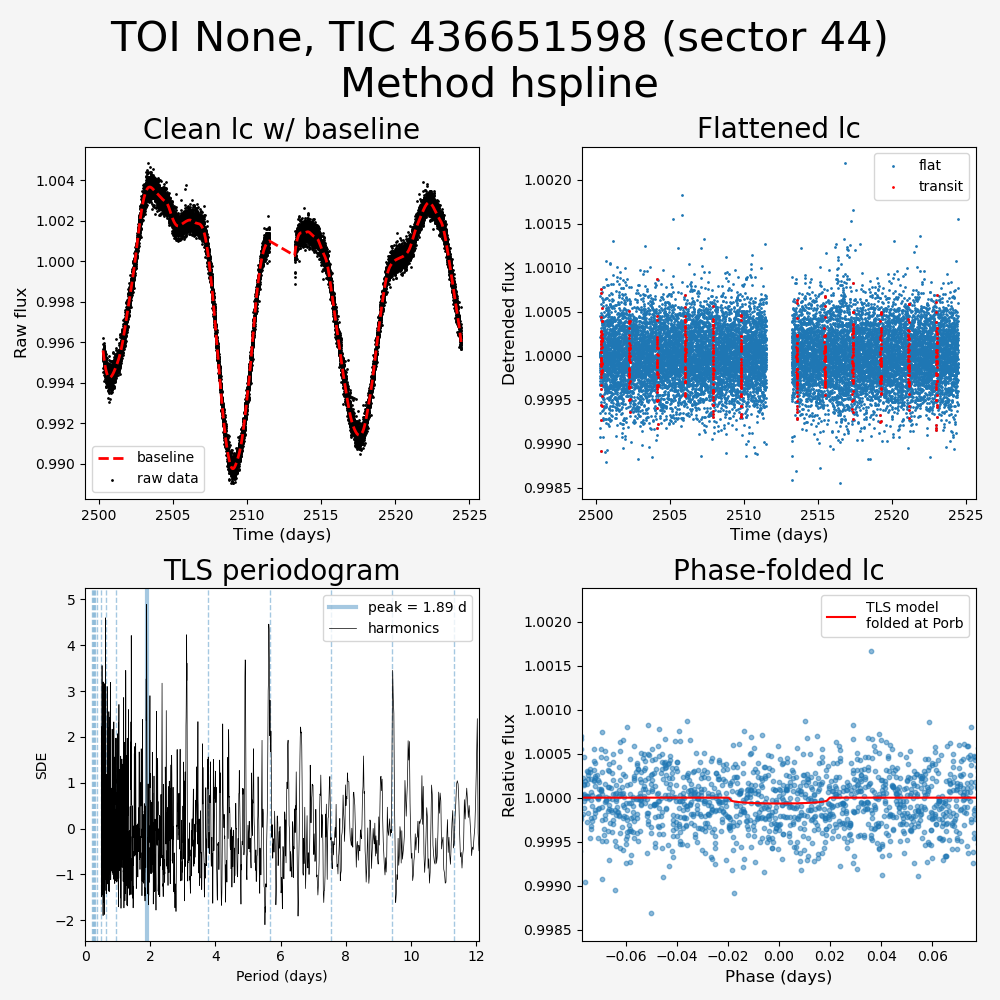 TOI None, TIC 436651598 (sector 44)
Method hspline
Clean lc w/ baseline
Raw flux
1.004
1.002
1.000
0.998
0.996
0.994
0.992
0.990
baseline
raw data
2500
2505
2510
2515
2520
2525
Time (days)
Flattened lc
Detrended flux
1.0020
1.0015
1.0010
1.0005
1.0000
0.9995
0.9990
0.9985
flat
transit
2500
2505
2510
2515
2520
2525
Time (days)
TLS periodogram
SDE
5
4
3
2
1
0
−1
−2
peak = 1.89 d
harmonics
0
2
4
6
8
10
12
Period (days)
Phase-folded lc
Relative flux
1.0020
1.0015
1.0010
1.0005
1.0000
0.9995
0.9990
0.9985
TLS model
folded at Porb
−0.06
−0.04
−0.02
0.00
0.02
0.04
0.06
Phase (days)